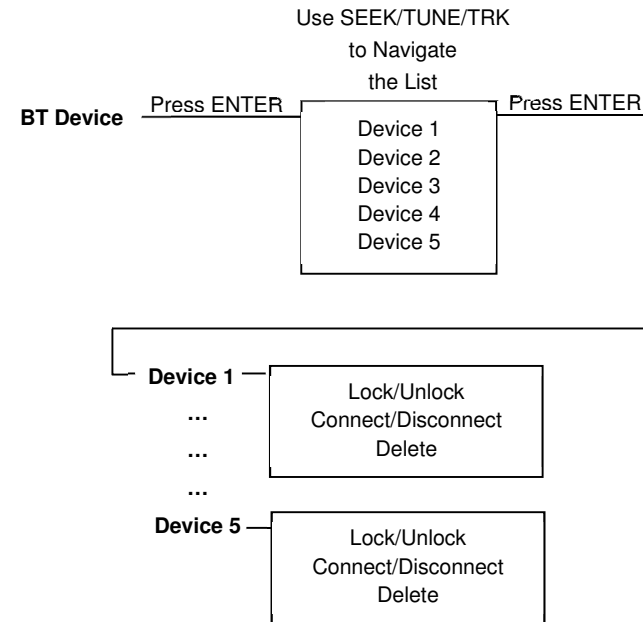 Use SEEK/TUNE/TRK
to Navigate
the List
BT Device
Press ENTER
Press ENTER
Device 1
Device 2
Device 3
Device 4
Device 5
Device 1
Lock/Unlock
Connect/Disconnect
Delete
...
...
...
Device 5
Lock/Unlock
Connect/Disconnect
Delete